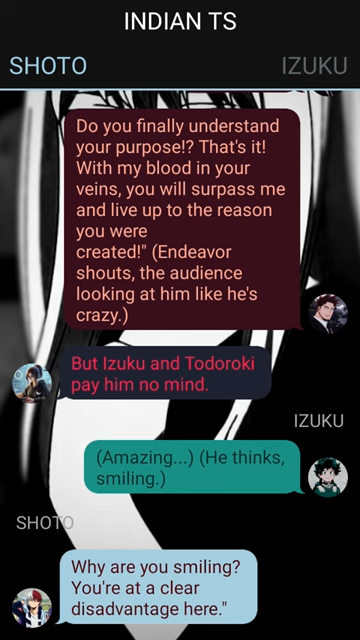 INDIAN TS
SHOTO IZUKU
Do you finally understand
your purpose!? That's it!
With my blood in your
veins, you will surpass me
and live up to the reason
you were
created!" (Endeavor
shouts, the audience
looking at him like he's
crazy.)
But Izuku and Todoroki
pay him no mind.
IZUKU
(Amazing...) (He thinks,
smiling.)
SHOTO
Why are you smiling?
You're at a clear
disadvantage here."